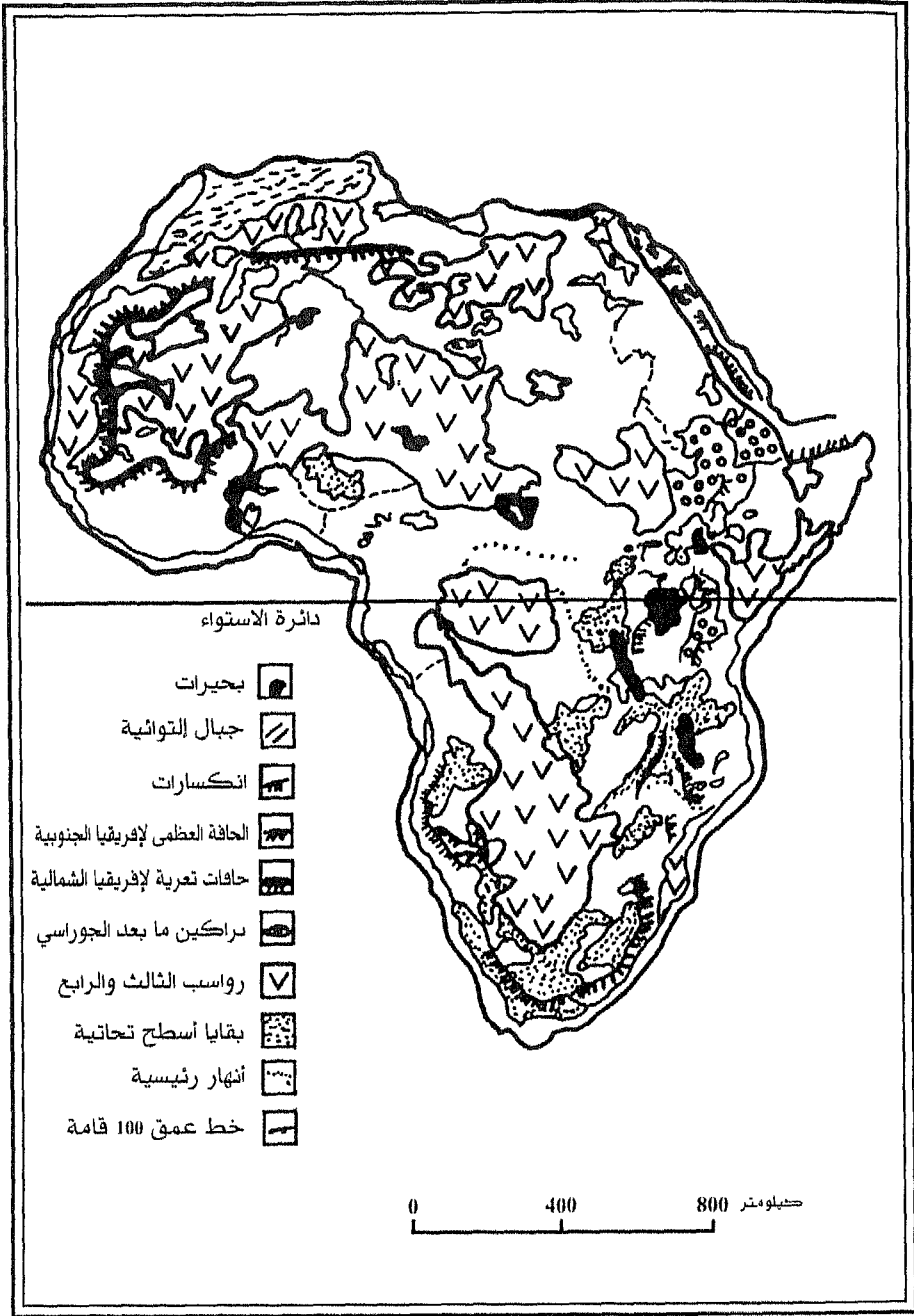 دائرة الاستواء
بحيرات
جبال إلتوائية
انكسارات
الحافة العظمى لإفريقيا الجنوبية
حافات تعرية لإفريقيا الشمالية
براكين ما بعد الجوراسي
رواسب الثالث والرابع
بقايا أسطح تحاتية
أنهار رئيسية
خط عمق 100 قامة
0 400 800 كيلومتر